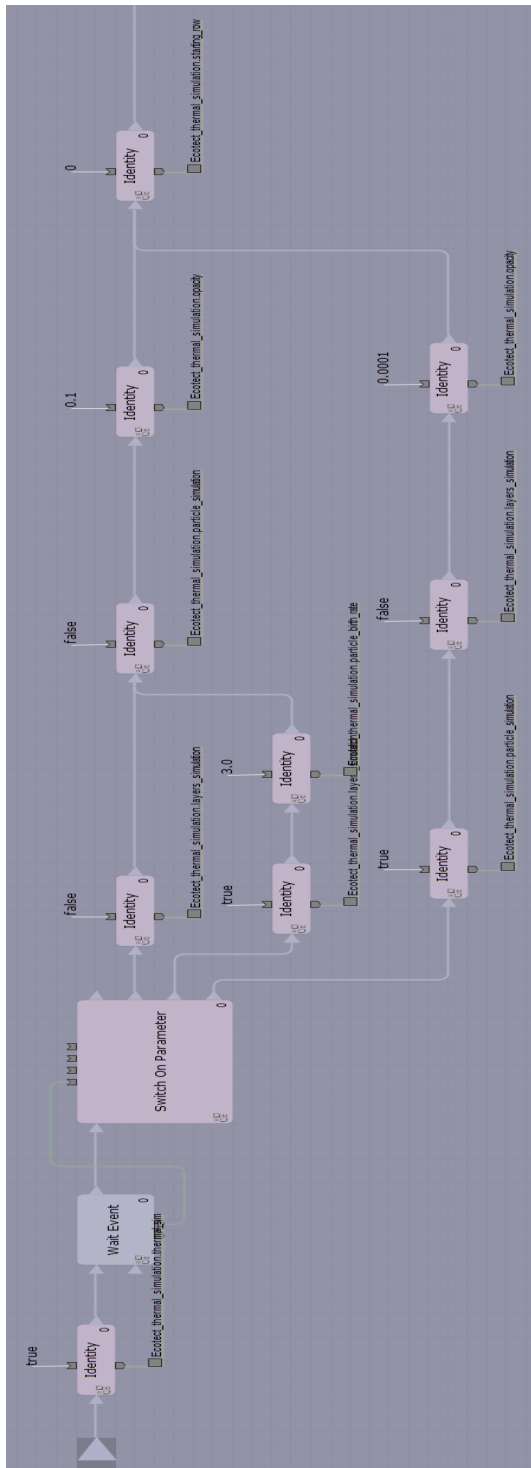 true
Identity
0
Ecotect_thermal_simulation.thermal_sim
Wait Event
0
Switch On Parameter
0
false
Identity
0
Ecotect_thermal_simulation.layers_simulation
false
Identity
0
Ecotect_thermal_simulation.particle_simulation
0.1
Identity
0
Ecotect_thermal_simulation.opacity
0
Identity
0
Ecotect_thermal_simulation.starting_row
true
Identity
0
3.0
Identity
0
Ecotect_thermal_simulation.particle_birth_rate
true
Identity
0
Ecotect_thermal_simulation.particle_simulation
false
Identity
0
Ecotect_thermal_simulation.layers_simulation
0.0001
Identity
0
Ecotect_thermal_simulation.opacity